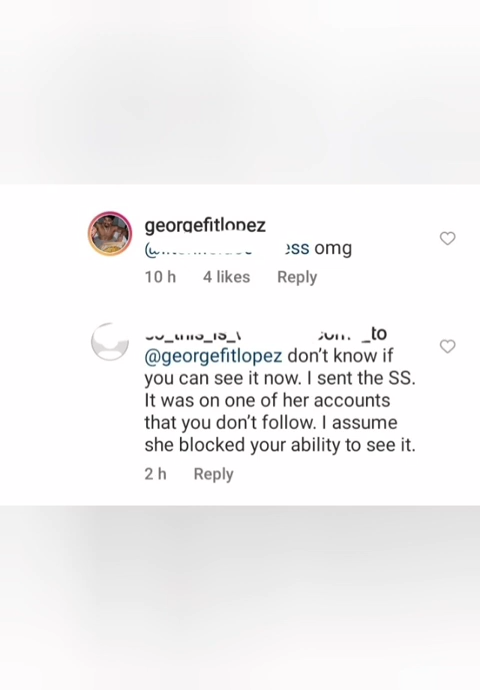 georgefitlopez
omg
10 h 4 likes Reply
_to
@georgefitlopez don't know if
you can see it now. I sent the SS.
It was on one of her accounts
that you don't follow. I assume
she blocked your ability to see it.
2 h Reply